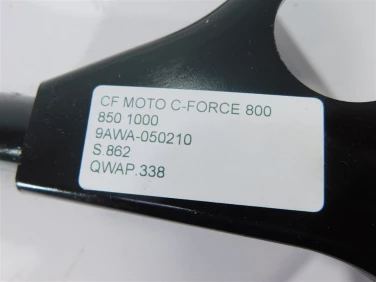 CF MOTO C-FORCE 800
850 1000
9AWA-050210
S.862
QWAP.338